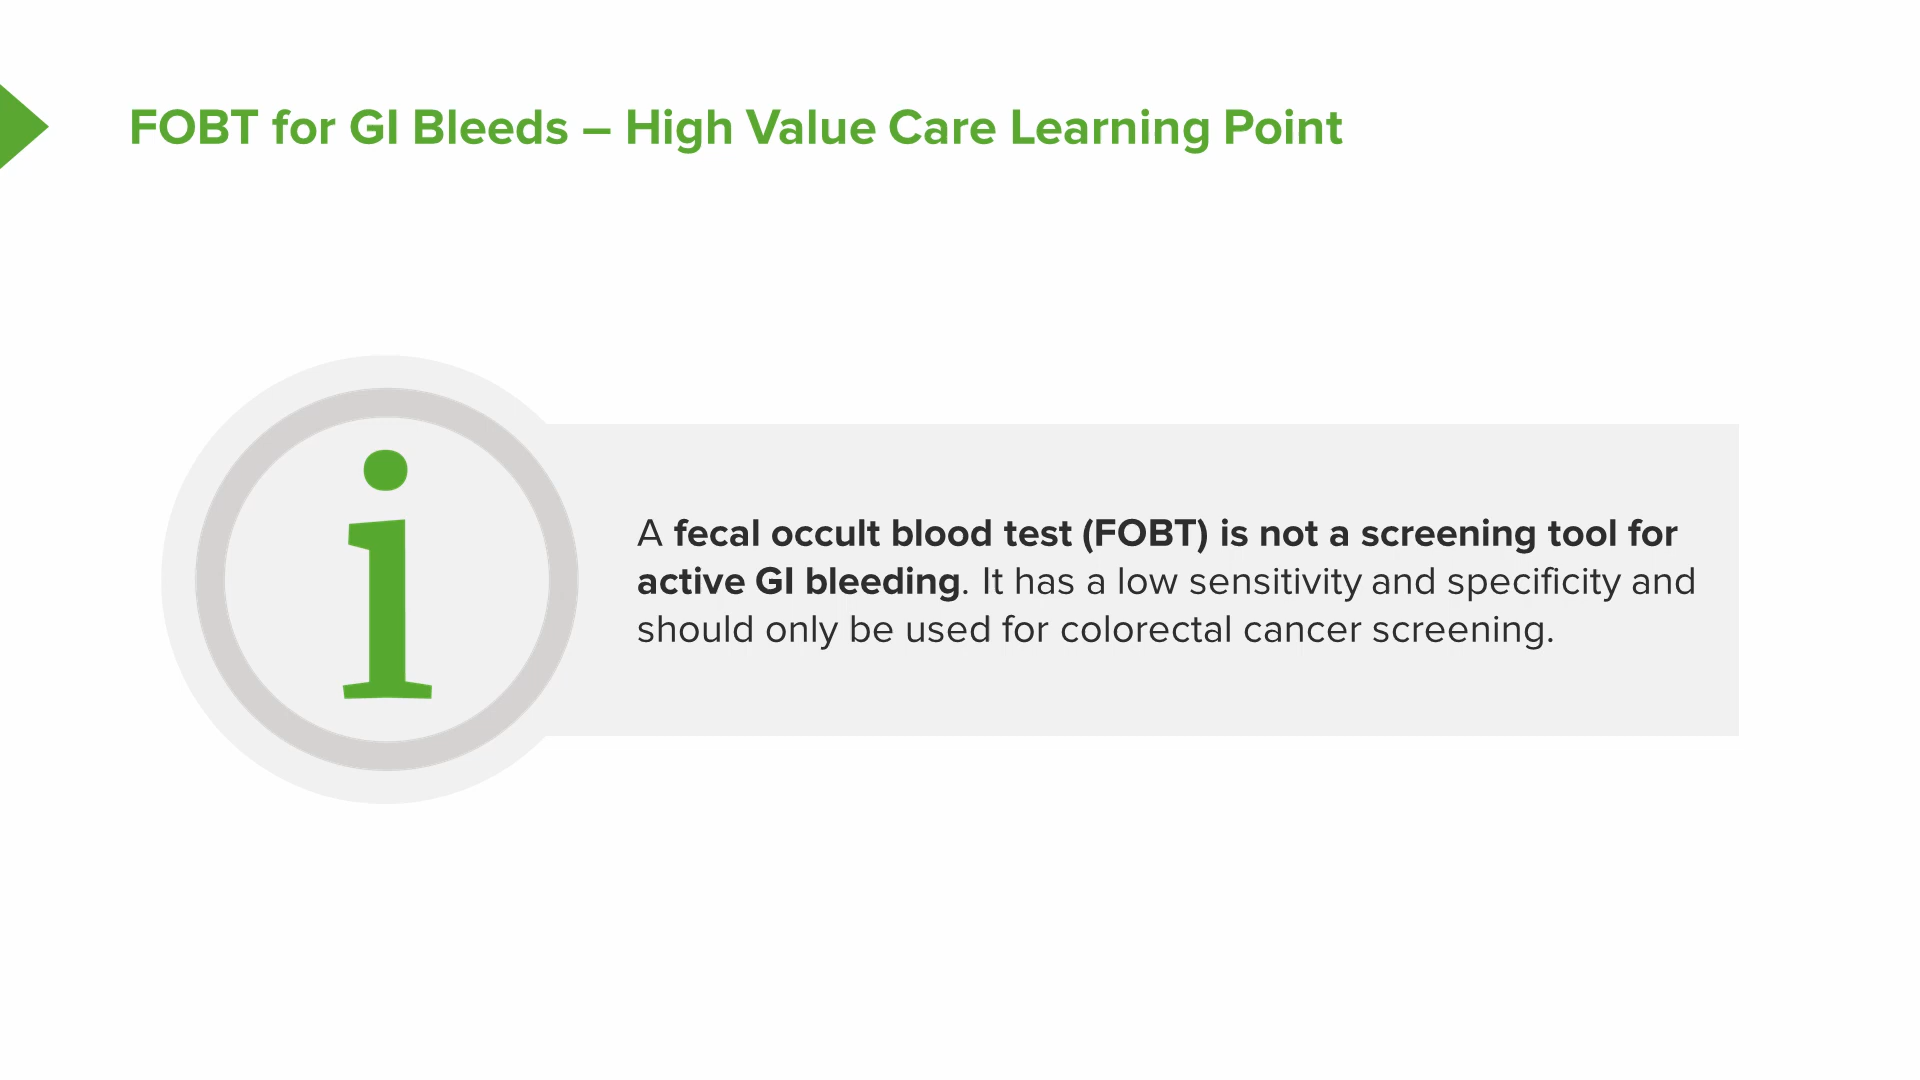 FOBT for GI Bleeds – High Value Care Learning Point
i
A fecal occult blood test (FOBT) is not a screening tool for
active GI bleeding. It has a low sensitivity and specificity and
should only be used for colorectal cancer screening.